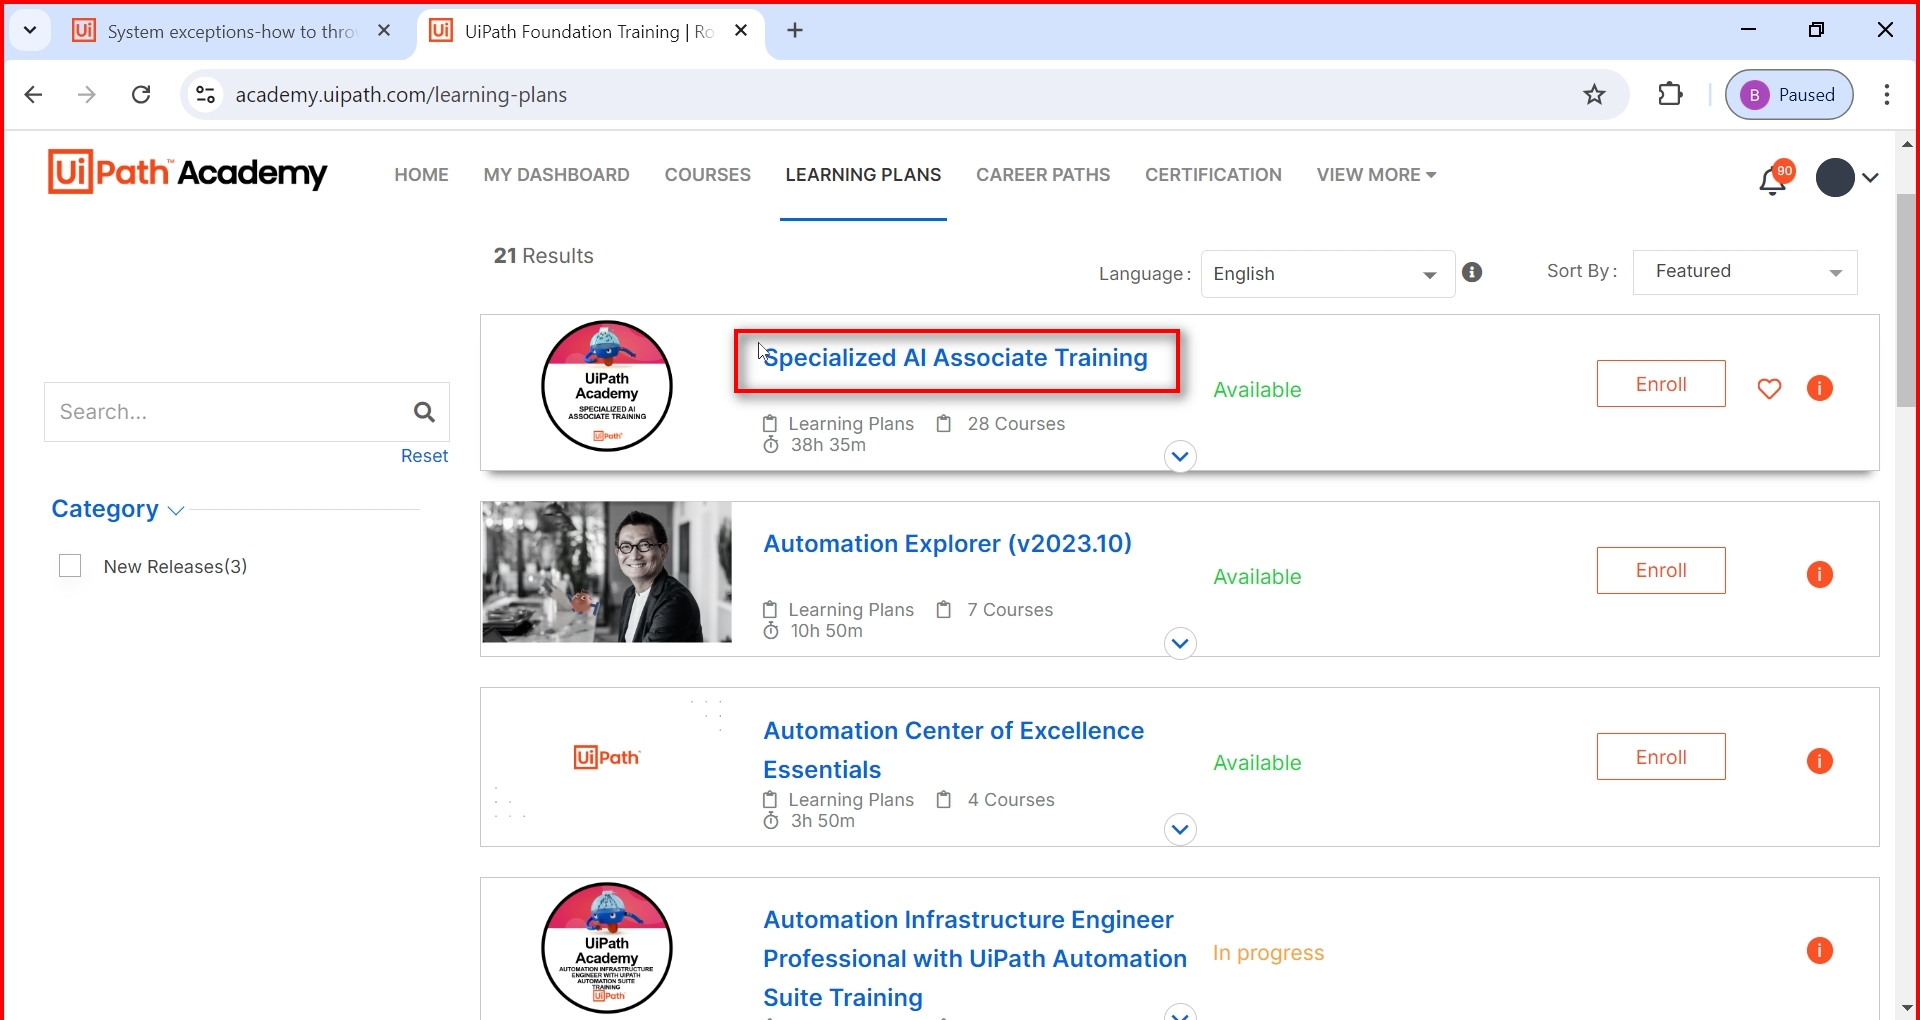 Ui System exceptions-how to thro
Ui UiPath Foundation Training | Ro
academy.uipath.com/learning-plans
B Paused
UiPath™ Academy
HOME
MY DASHBOARD
COURSES
LEARNING PLANS
CAREER PATHS
CERTIFICATION
VIEW MORE
90
21 Results
Language :
English
Sort By :
Featured
Search...
Reset
Category
New Releases(3)
UiPath
Academy
SPECIALIZED AI
ASSOCIATE TRAINING
UiPath
Specialized AI Associate Training
Learning Plans 28 Courses
38h 35m
Available
Enroll
Automation Explorer (v2023.10)
Learning Plans 7 Courses
10h 50m
Available
Enroll
UiPath
Automation Center of Excellence
Essentials
Learning Plans 4 Courses
3h 50m
Available
Enroll
UiPath
Academy
AUTOMATION INFRASTRUCTURE
ENGINEER WITH UIPATH
AUTOMATION SUITE
TRAINING
UiPath
Automation Infrastructure Engineer
Professional with UiPath Automation
Suite Training
In progress